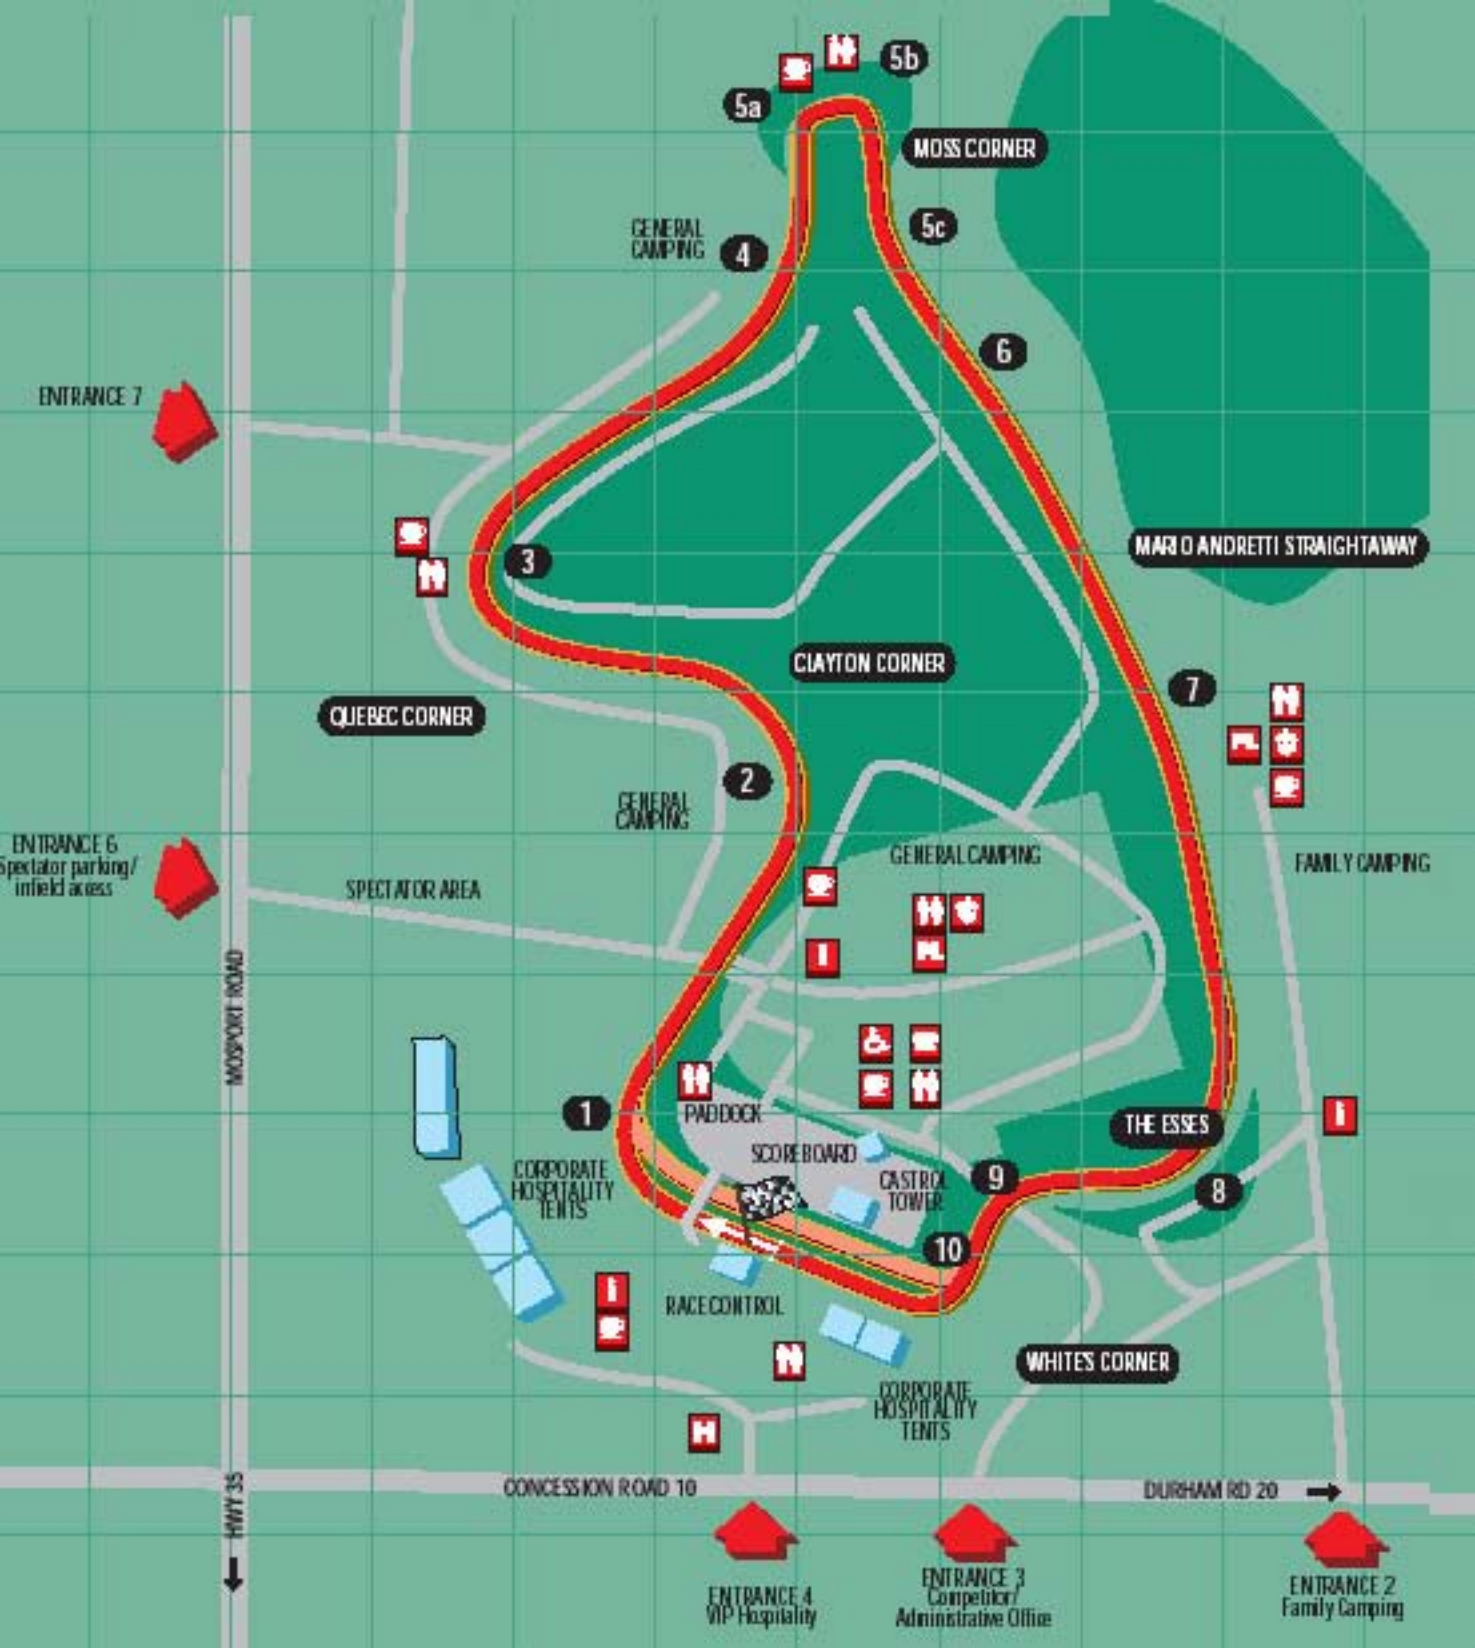 5b
5a
MOSS CORNER
5c
GENERAL
CAMPING
4
6
ENTRANCE 7
MARIO ANDRETTI STRAIGHTAWAY
3
CLAYTON CORNER
7
QUEBEC CORNER
2
GENERAL
CAMPING
ENTRANCE 6
Spectator parking/
infield access
GENERAL CAMPING
FAMILY CAMPING
SPECTATOR AREA
MOSPORT ROAD
1
PADDOCK
THE ESSES
SCOREBOARD
CORPORATE
HOSPITALITY
TENTS
CASTROL
TOWER
9
8
10
RACE CONTROL
WHITE'S CORNER
CORPORATE
HOSPITALITY
TENTS
H
HWY 35
CONCESSION ROAD 10
DURHAM RD 20
ENTRANCE 4
VIP Hospitality
ENTRANCE 3
Competitor/
Administrative Office
ENTRANCE 2
Family Camping